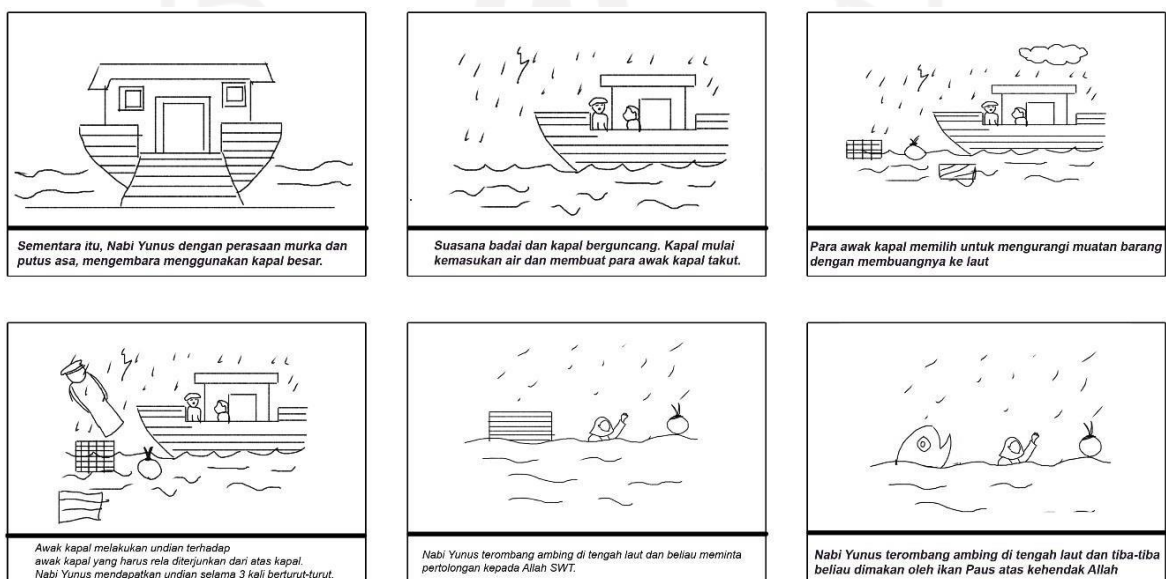 Sementara itu, Nabi Yunus dengan perasaan murka dan
putus asa, mengembara menggunakan kapal besar.
Suasana badai dan kapal berguncang. Kapal mulai
kemasukan air dan membuat para awak kapal takut.
Para awak kapal memilih untuk mengurangi muatan barang
dengan membuangnya ke laut
Awak kapal melakukan undian terhadap
awak kapal yang harus rela diterjunkan dari atas kapal.
Nabi Yunus mendapatkan undian selama 3 kali berturut-turut.
Nabi Yunus terombang ambing di tengah laut dan beliau meminta
pertolongan kepada Allah SWT.
Nabi Yunus terombang ambing di tengah laut dan tiba-tiba
beliau dimakan oleh ikan Paus atas kehendak Allah